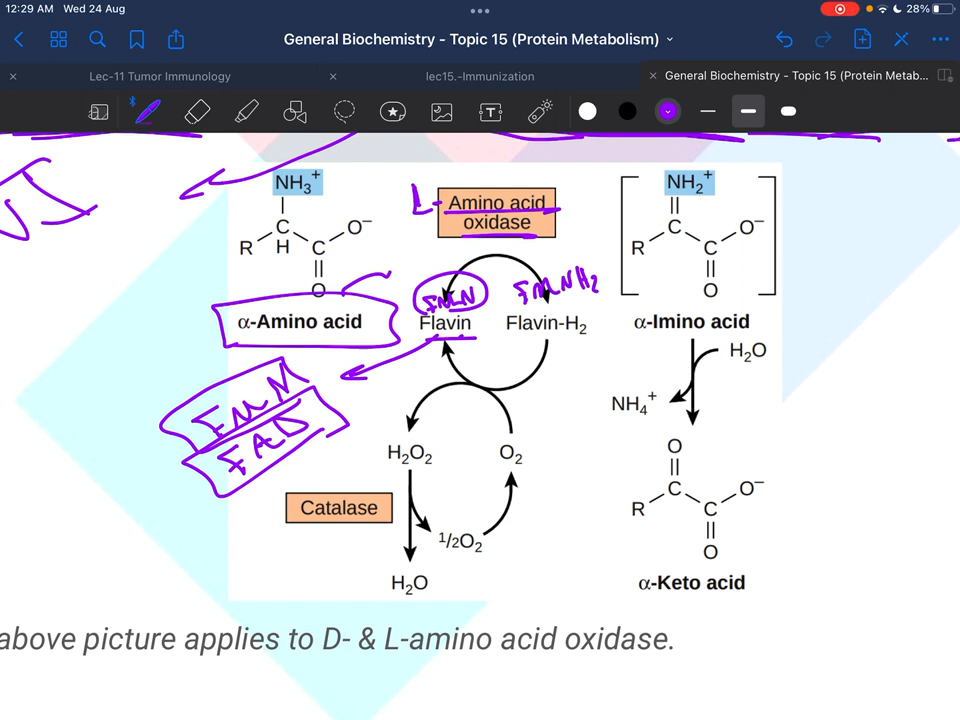 12:29 AM Wed 24 Aug
28%
General Biochemistry - Topic 15 (Protein Metabolism)
Lec-11 Tumor Immunology
lec15.-Immunization
General Biochemistry - Topic 15 (Protein Metab...
NH₃⁺
C
H
R
C
O⁻
O
α-Amino acid
L- Amino acid
oxidase
FMN
Flavin
FMNH₂
Flavin-H₂
NH₂⁺
C
R
C
O⁻
O
α-Imino acid
H₂O
NH₄⁺
FMN
FAD
H₂O₂
O₂
Catalase
1/2O₂
H₂O
O
C
R
C
O⁻
O
α-Keto acid
above picture applies to D- & L-amino acid oxidase.